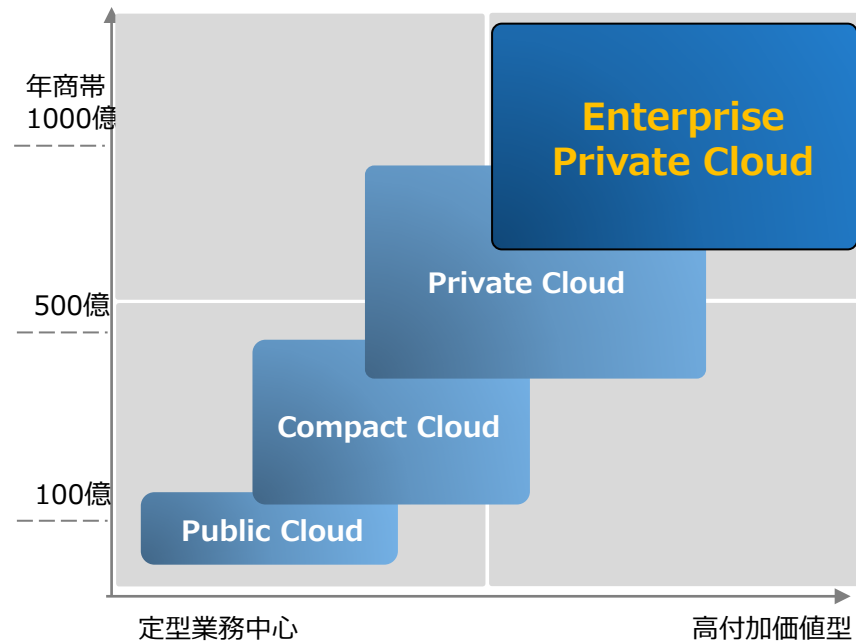 年商帯
1000億
Enterprise
Private Cloud
Private Cloud
500億
Compact Cloud
100億
Public Cloud
定型業務中心
高付加価値型